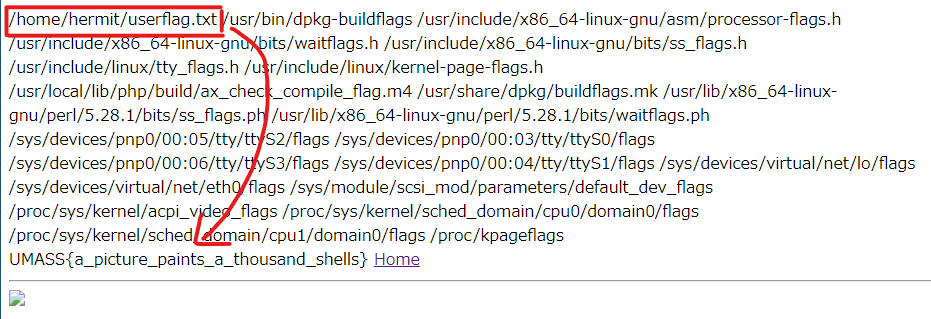 /home/hermit/userflag.txt /usr/bin/dpkg-buildflags /usr/include/x86_64-linux-gnu/asm/processor-flags.h
/usr/include/x86_64-linux-gnu/bits/waitflags.h /usr/include/x86_64-linux-gnu/bits/ss_flags.h
/usr/include/linux/tty_flags.h /usr/include/linux/kernel-page-flags.h
/usr/local/lib/php/build/ax_check_compile_flag.m4 /usr/share/dpkg/buildflags.mk /usr/lib/x86_64-linux-
gnu/perl/5.28.1/bits/ss_flags.ph /usr/lib/x86_64-linux-gnu/perl/5.28.1/bits/waitflags.ph
/sys/devices/pnp0/00:05/tty/ttyS2/flags /sys/devices/pnp0/00:03/tty/ttyS0/flags
/sys/devices/pnp0/00:06/tty/ttyS3/flags /sys/devices/pnp0/00:04/tty/ttyS1/flags /sys/devices/virtual/net/lo/flags
/sys/devices/virtual/net/eth0/flags /sys/module/scsi_mod/parameters/default_dev_flags
/proc/sys/kernel/acpi_video_flags /proc/sys/kernel/sched_domain/cpu0/domain0/flags
/proc/sys/kernel/sched_domain/cpu1/domain0/flags /proc/kpageflags
UMASS{a_picture_paints_a_thousand_shells} Home